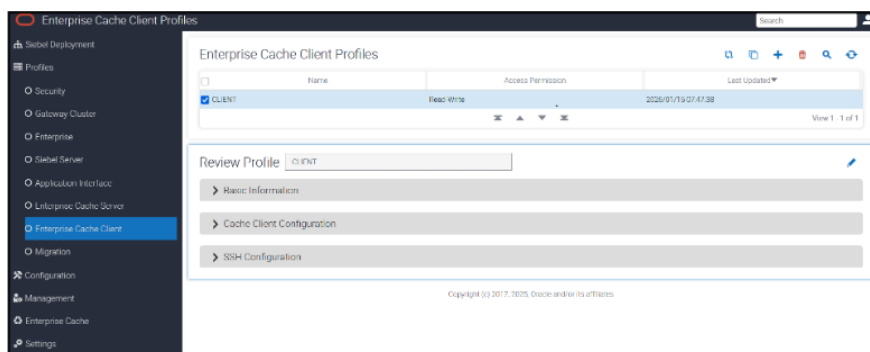 Enterprise Cache Client Profiles
Search
Siebel Deployment
Profiles
Security
Gateway Cluster
Enterprise
Siebel Server
Application Interface
Enterprise Cache Server
Enterprise Cache Client
Migration
Configuration
Management
Enterprise Cache
Settings
Enterprise Cache Client Profiles
Name Access Permission Last Updated
CLIENT Read Write 2026/01/15 07:47:38
View 1 - 1 of 1
Review Profile CLIENT
Basic Information
Cache Client Configuration
SSH Configuration
Copyright (c) 2017, 2025, Oracle and/or its affiliates